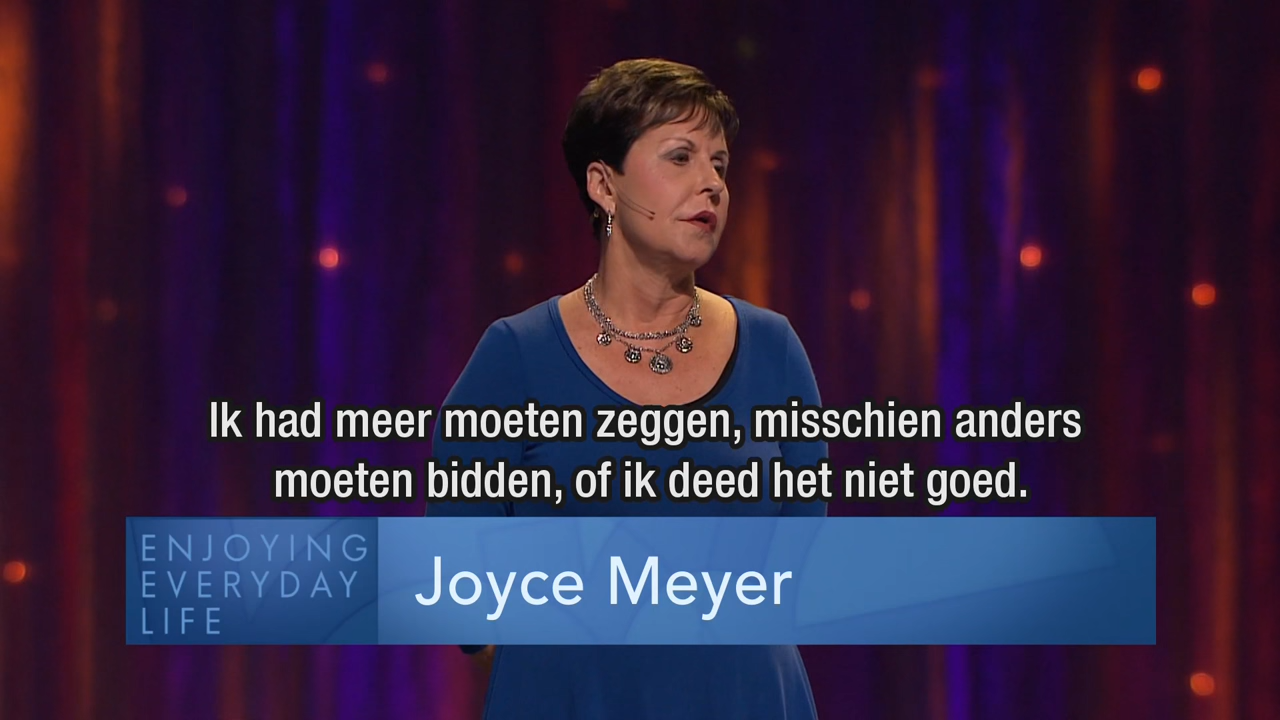 Ik had meer moeten zeggen, misschien anders
moeten bidden, of ik deed het niet goed.
ENJOYING
EVERYDAY
LIFE
Joyce Meyer